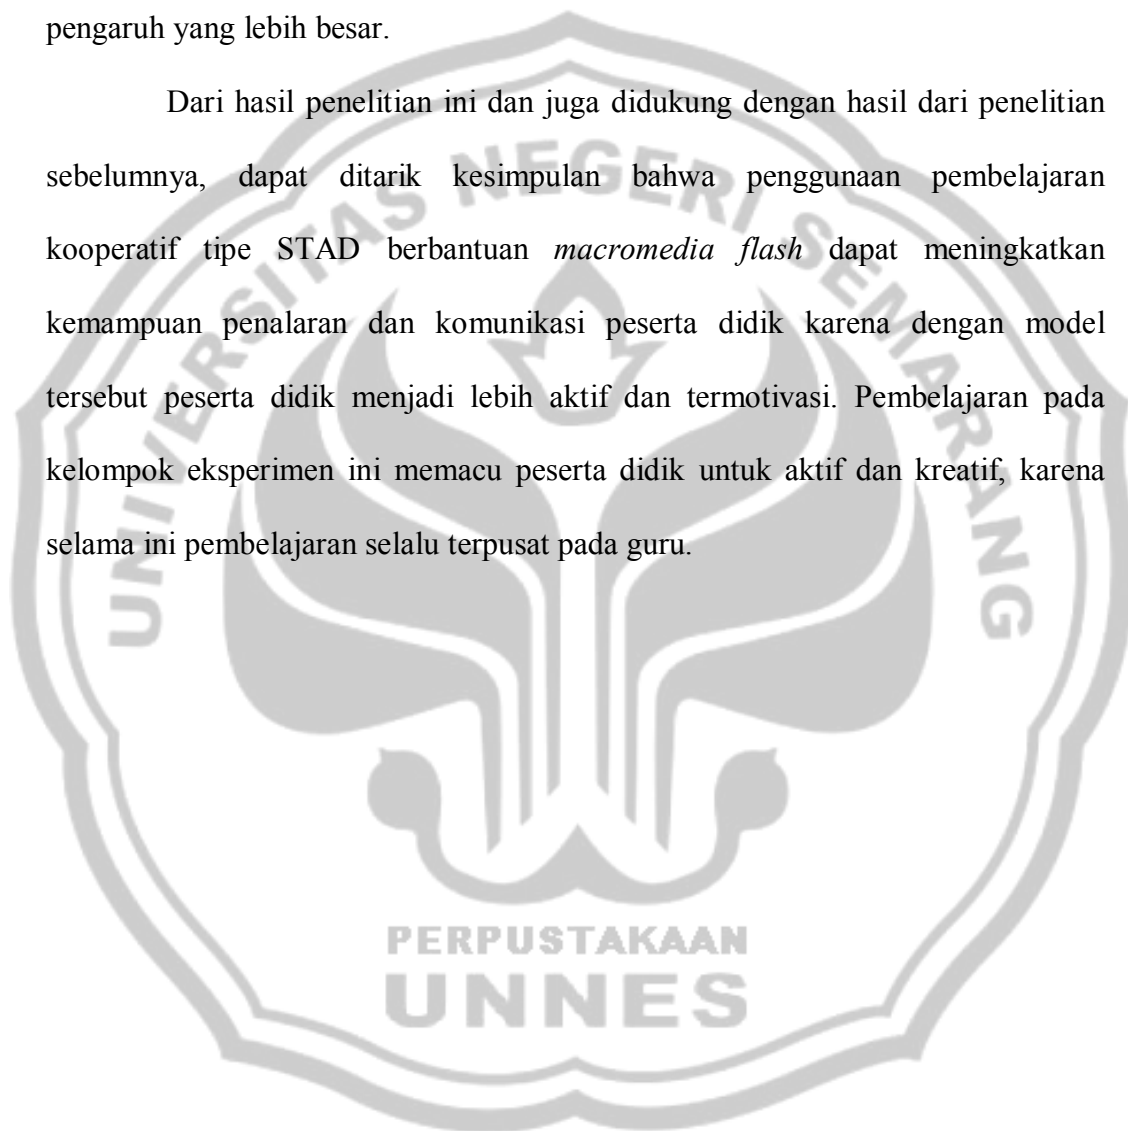 pengaruh yang lebih besar.
Dari hasil penelitian ini dan juga didukung dengan hasil dari penelitian
sebelumnya, dapat ditarik kesimpulan bahwa penggunaan pembelajaran
kooperatif tipe STAD berbantuan macromedia flash dapat meningkatkan
kemampuan penalaran dan komunikasi peserta didik karena dengan model
tersebut peserta didik menjadi lebih aktif dan termotivasi. Pembelajaran pada
kelompok eksperimen ini memacu peserta didik untuk aktif dan kreatif, karena
selama ini pembelajaran selalu terpusat pada guru.
UNIVERSITAS NEGERI SEMARANG
PERPUSTAKAAN
UNNES